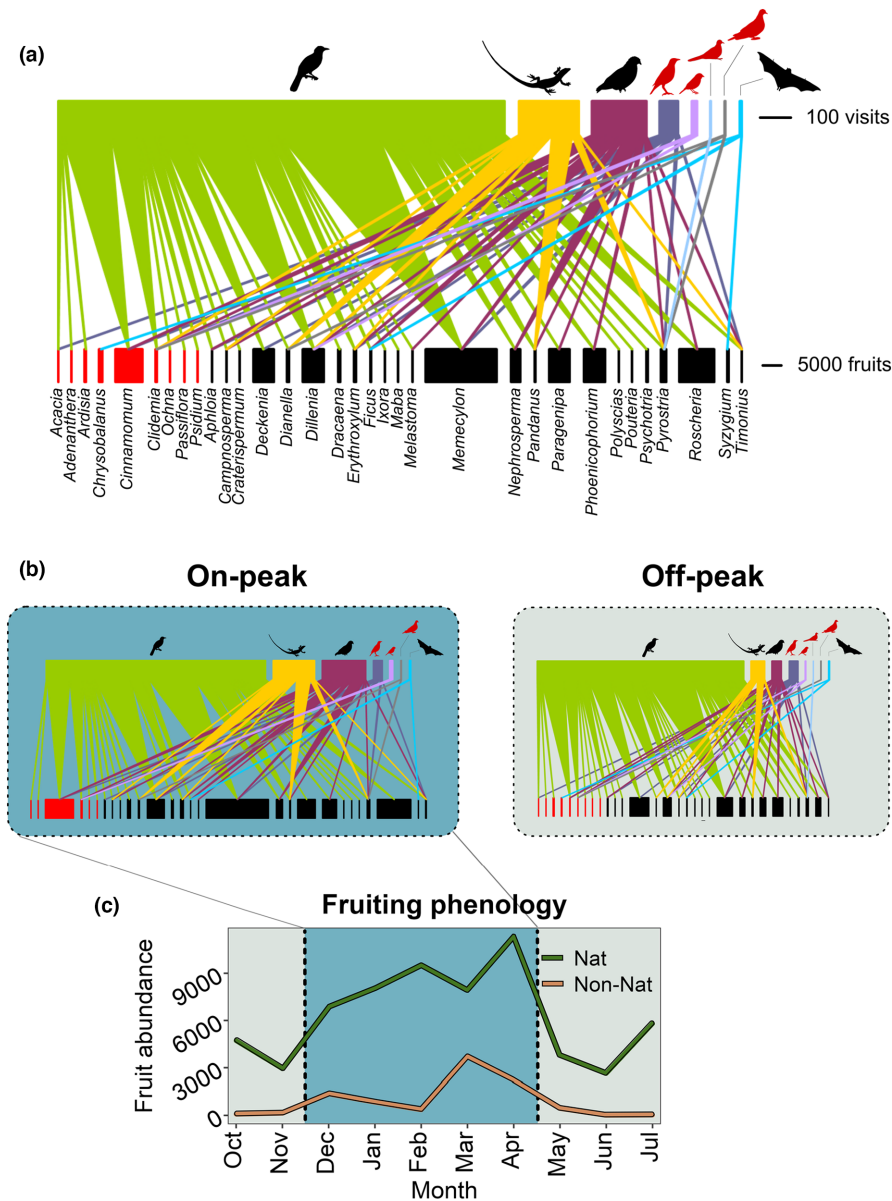 (a)
100 visits
5000 fruits
Acacia
Adenanthera
Ardisia
Chrysobalanus
Cinnamomum
Clidemia
Ochna
Passiflora
Psidium
Aphloia
Campnosperma
Craterispermum
Deckenia
Dianella
Dillenia
Dracaena
Erythroxylum
Ficus
Ixora
Maba
Melastoma
Memecylon
Nephrosperma
Pandanus
Paragenipa
Phoenicophorium
Polyscias
Pouteria
Psychotria
Pyrostria
Roscheria
Syzygium
Timonius
(b)
On-peak
Off-peak
(c)
Fruiting phenology
Fruit abundance
9000
6000
3000
0
Nat
Non-Nat
Oct
Nov
Dec
Jan
Feb
Mar
Apr
May
Jun
Jul
Month